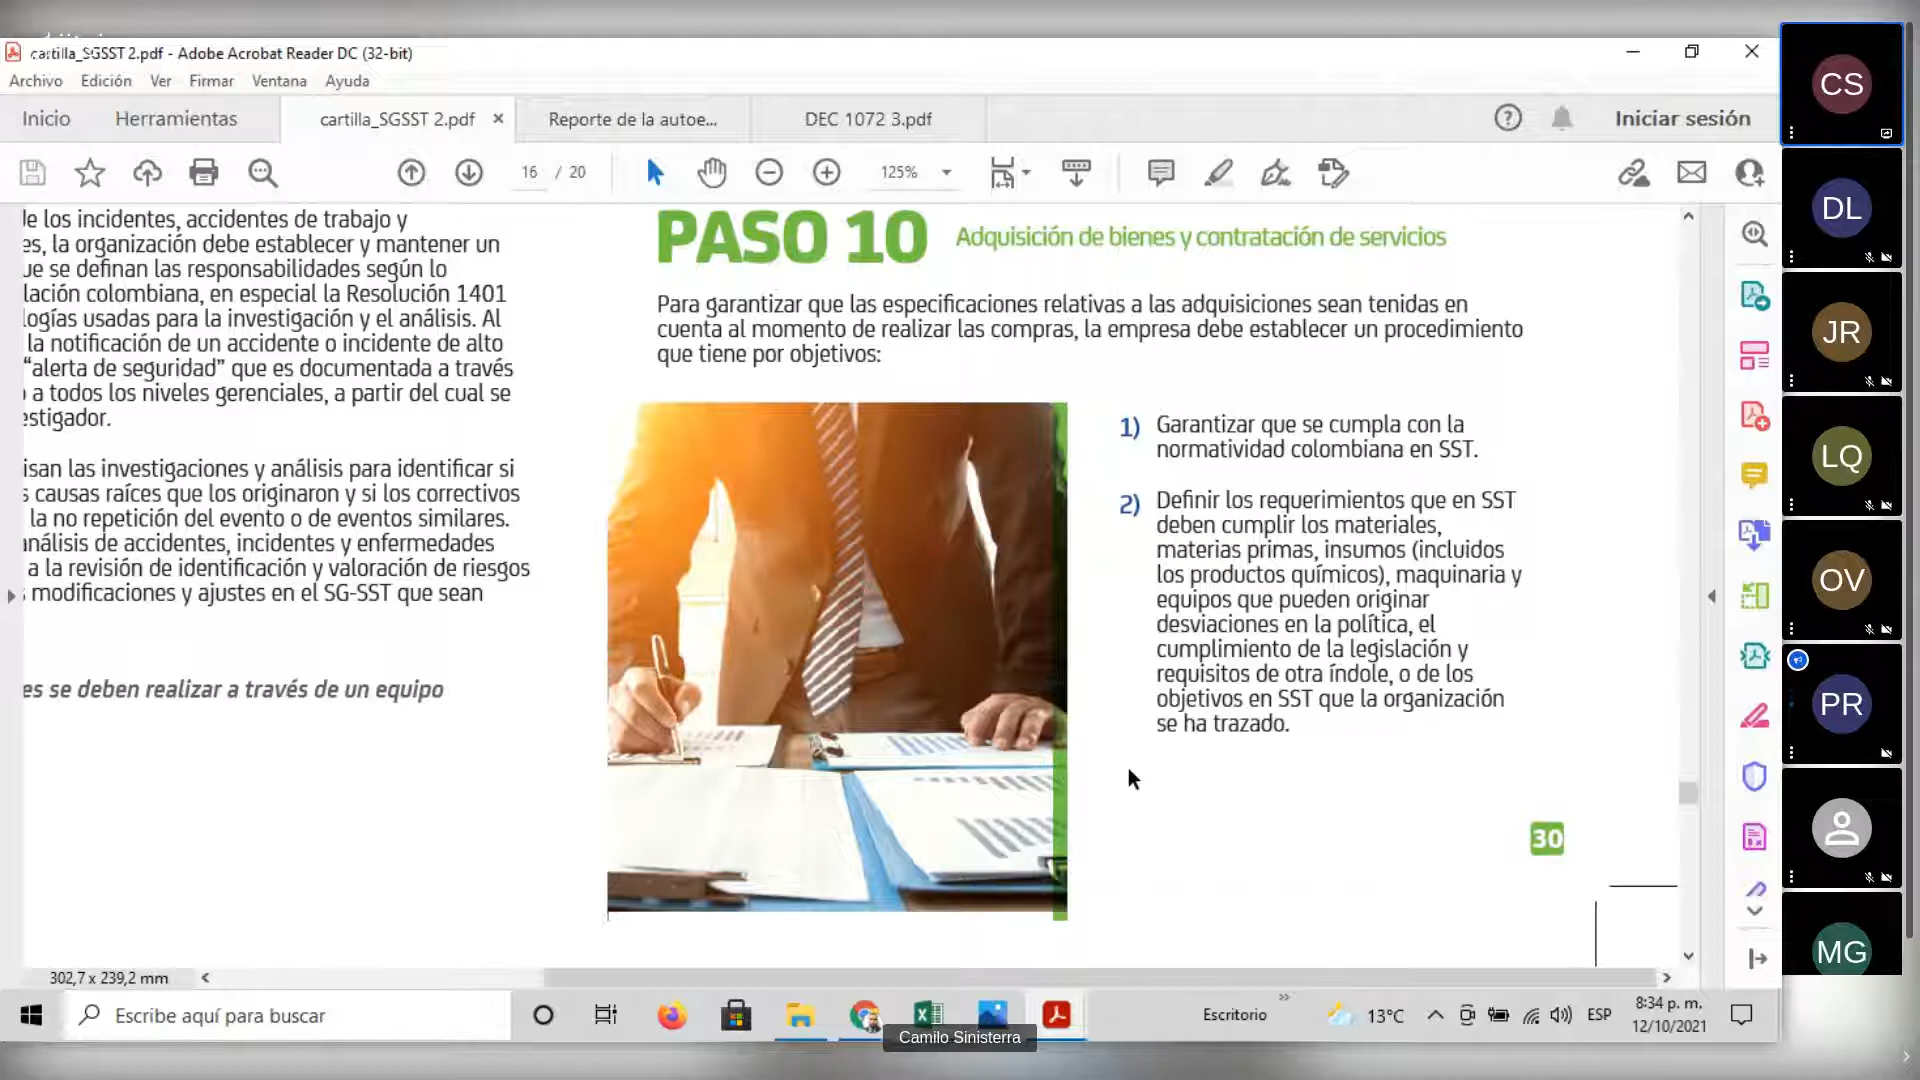 cartilla_SGSST 2.pdf - Adobe Acrobat Reader DC (32-bit)
Archivo Edición Ver Firmar Ventana Ayuda
Inicio Herramientas cartilla_SGSST 2.pdf Reporte de la autoe... DEC 1072 3.pdf Iniciar sesión
16 / 20 125%
de los incidentes, accidentes de trabajo y
es, la organización debe establecer y mantener un
ue se definan las responsabilidades según lo
lación colombiana, en especial la Resolución 1401
logías usadas para la investigación y el análisis. Al
la notificación de un accidente o incidente de alto
“alerta de seguridad” que es documentada a través
a todos los niveles gerenciales, a partir del cual se
estigador.
isan las investigaciones y análisis para identificar si
s causas raíces que los originaron y si los correctivos
la no repetición del evento o de eventos similares.
análisis de accidentes, incidentes y enfermedades
a la revisión de identificación y valoración de riesgos
s modificaciones y ajustes en el SG-SST que sean
es se deben realizar a través de un equipo
PASO 10 Adquisición de bienes y contratación de servicios
Para garantizar que las especificaciones relativas a las adquisiciones sean tenidas en
cuenta al momento de realizar las compras, la empresa debe establecer un procedimiento
que tiene por objetivos:
1) Garantizar que se cumpla con la
normatividad colombiana en SST.
2) Definir los requerimientos que en SST
deben cumplir los materiales,
materias primas, insumos (incluidos
los productos químicos), maquinaria y
equipos que pueden originar
desviaciones en la política, el
cumplimiento de la legislación y
requisitos de otra índole, o de los
objetivos en SST que la organización
se ha trazado.
30
302,7 x 239,2 mm
Escribe aquí para buscar
Escritorio
13°C
ESP
8:34 p. m.
12/10/2021
Camilo Sinisterra
CS
DL
JR
LQ
OV
PR
MG